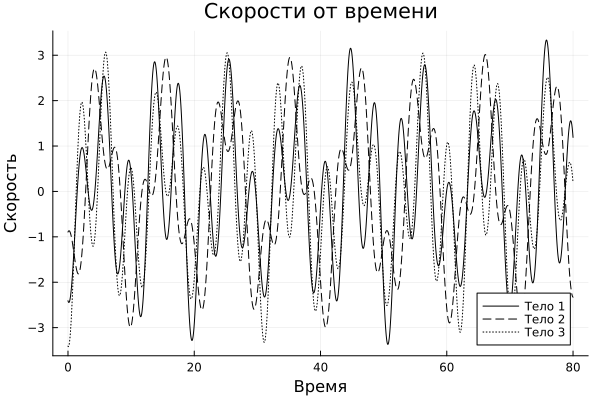 Скорости от времени
Скорость
3
2
1
0
−1
−2
−3
0 20 40 60 80
Время
Тело 1
Тело 2
Тело 3